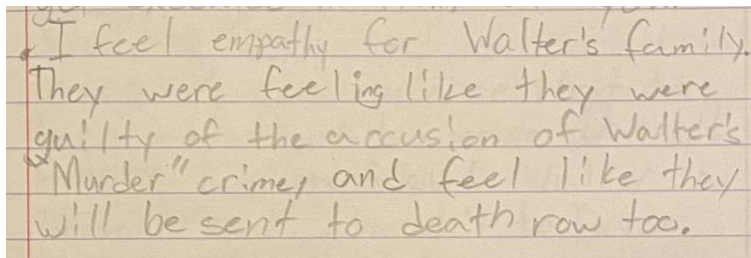 . I feel empathy for Walter's family.
They were feeling like they were
guilty of the accusion of Walter's
"Murder" crime, and feel like they
will be sent to death row too.